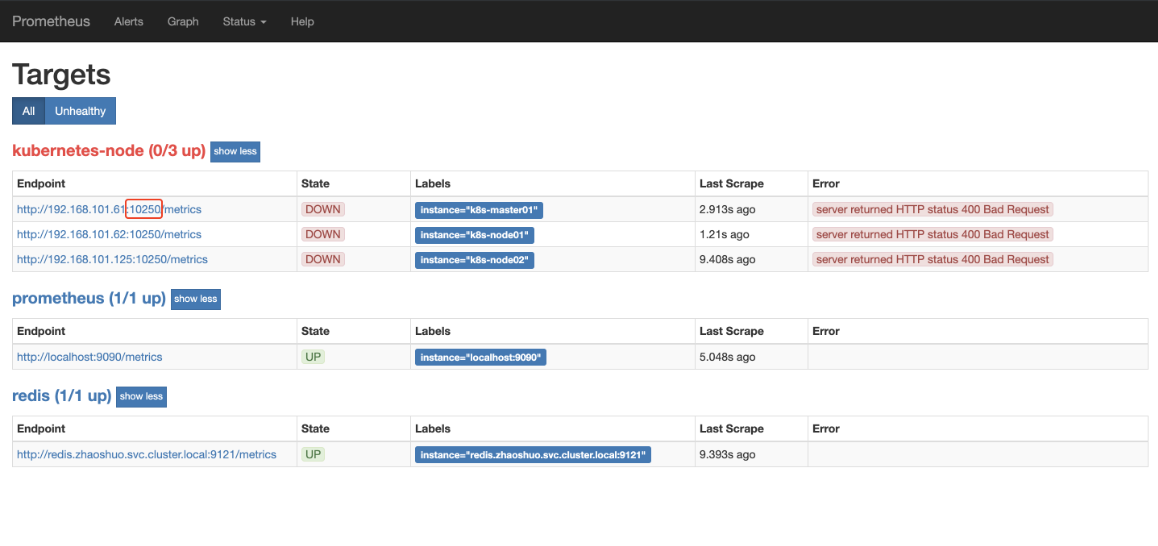 Prometheus Alerts Graph Status Help
Targets
All Unhealthy
kubernetes-node (0/3 up) show less
Endpoint State Labels Last Scrape Error
http://192.168.101.61:10250/metrics DOWN instance="k8s-master01" 2.913s ago server returned HTTP status 400 Bad Request
http://192.168.101.62:10250/metrics DOWN instance="k8s-node01" 1.21s ago server returned HTTP status 400 Bad Request
http://192.168.101.125:10250/metrics DOWN instance="k8s-node02" 9.408s ago server returned HTTP status 400 Bad Request
prometheus (1/1 up) show less
Endpoint State Labels Last Scrape Error
http://localhost:9090/metrics UP instance="localhost:9090" 5.048s ago
redis (1/1 up) show less
Endpoint State Labels Last Scrape Error
http://redis.zhaoshuo.svc.cluster.local:9121/metrics UP instance="redis.zhaoshuo.svc.cluster.local:9121" 9.393s ago